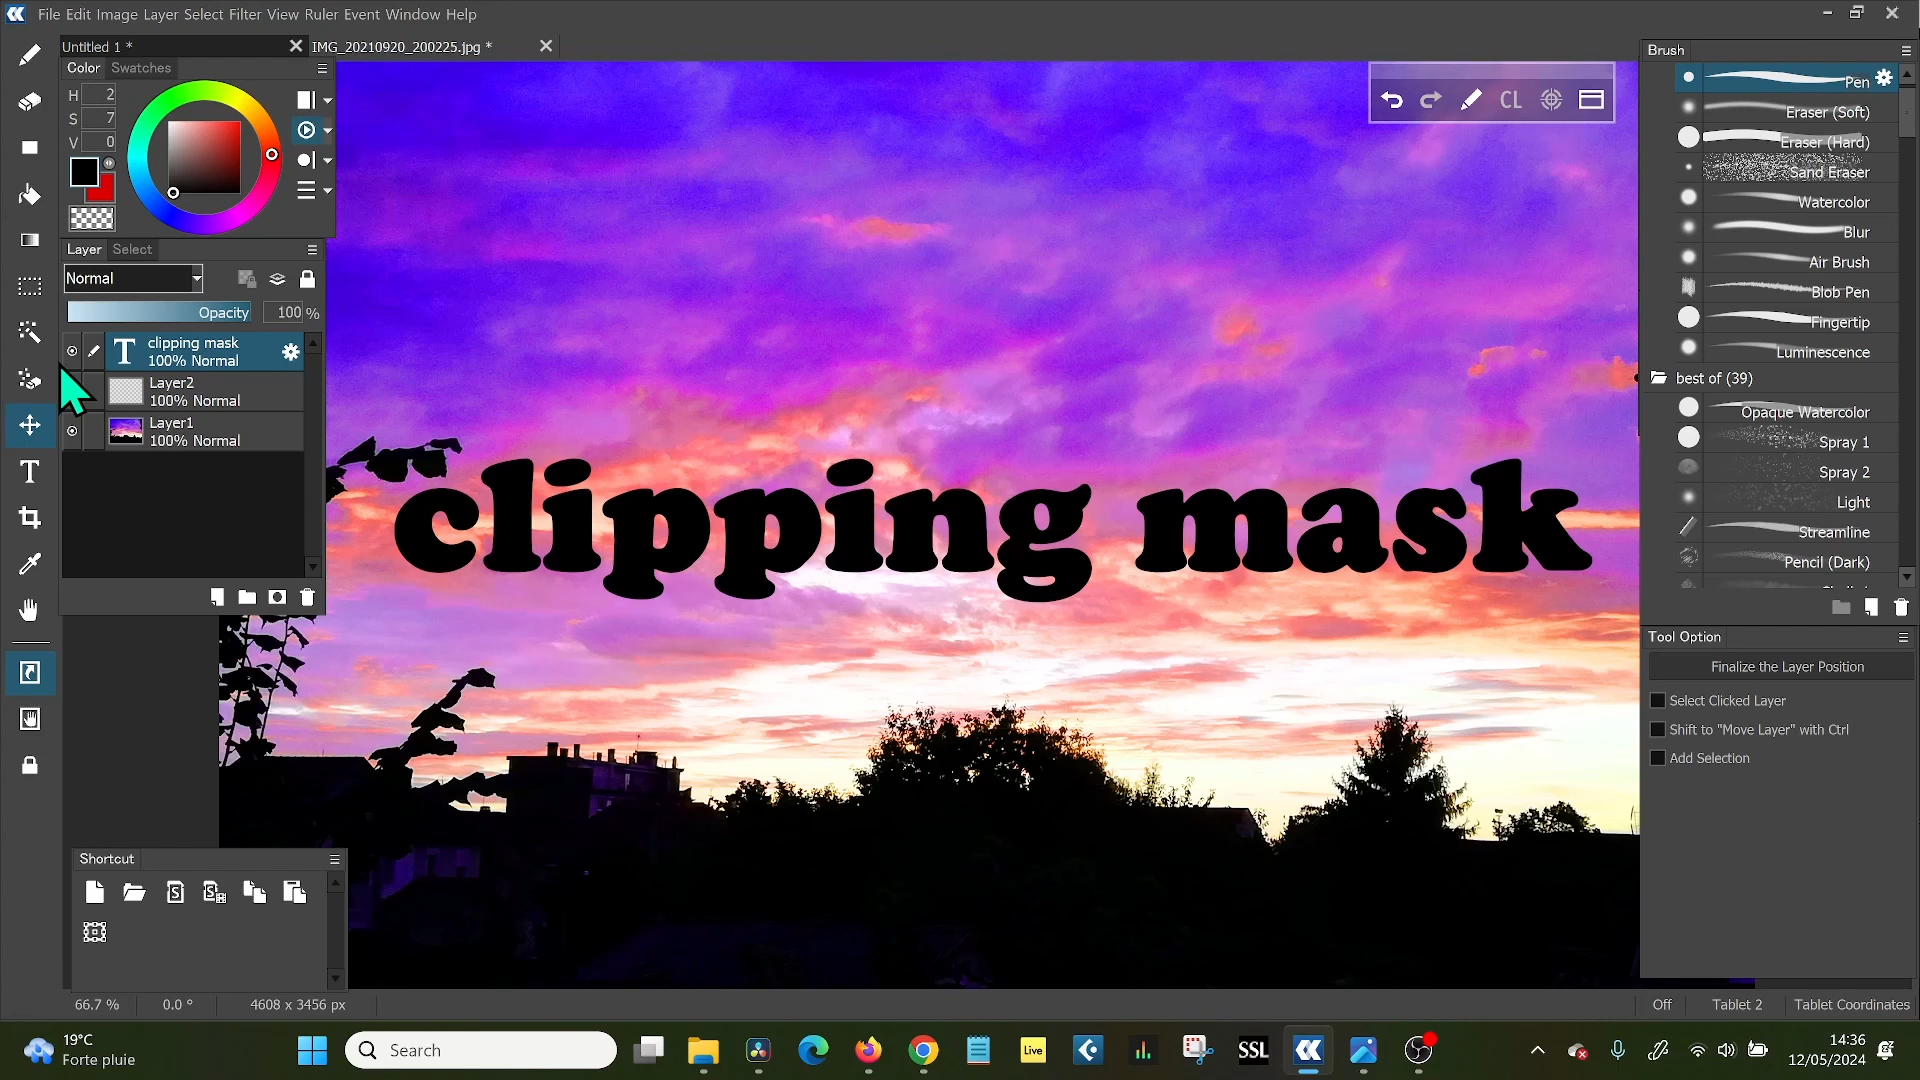 File Edit Image Layer Select Filter View Ruler Event Window Help
Untitled 1 *
IMG_20210920_200225.jpg *
Color Swatches
H 2
S 7
V 0
Layer Select
Normal
Opacity 100 %
clipping mask
100% Normal
Layer2
100% Normal
Layer1
100% Normal
CL
clipping mask
Brush
Pen
Eraser (Soft)
Eraser (Hard)
Sand Eraser
Watercolor
Blur
Air Brush
Blob Pen
Fingertip
Luminescence
best of (39)
Opaque Watercolor
Spray 1
Spray 2
Light
Streamline
Pencil (Dark)
Tool Option
Finalize the Layer Position
Select Clicked Layer
Shift to "Move Layer" with Ctrl
Add Selection
Shortcut
66.7 % 0.0 ° 4608 x 3456 px
Off Tablet 2 Tablet Coordinates
19°C
Forte pluie
Search
Live
SSL
14:36
12/05/2024